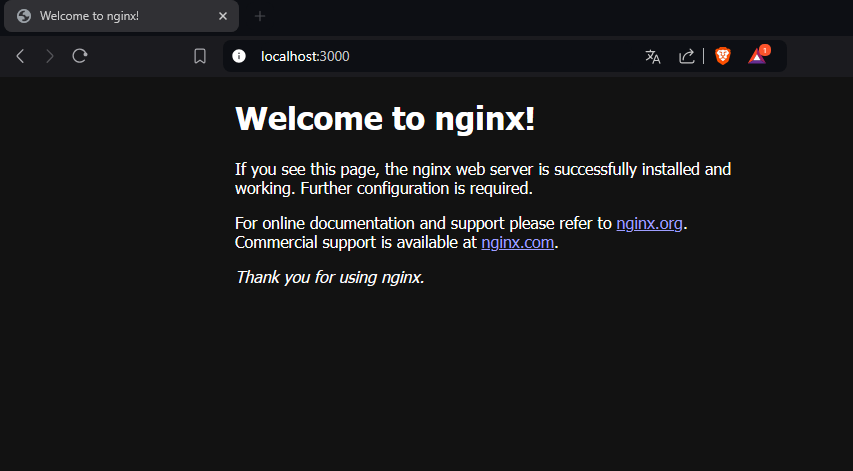 Welcome to nginx!
localhost:3000
1
Welcome to nginx!
If you see this page, the nginx web server is successfully installed and
working. Further configuration is required.
For online documentation and support please refer to nginx.org.
Commercial support is available at nginx.com.
Thank you for using nginx.